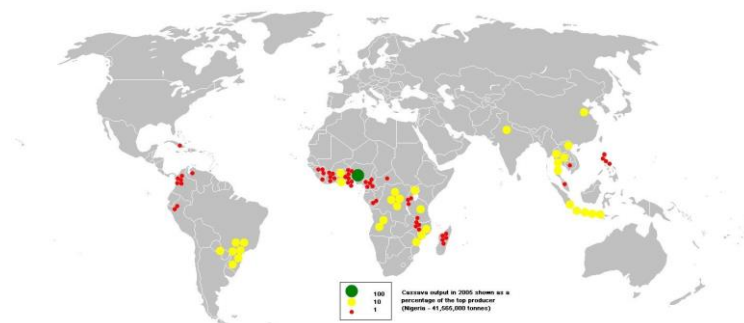 100
10
1
Cassava output in 2005 shown as a
percentage of the top producer
(Nigeria - 41,565,000 tonnes)